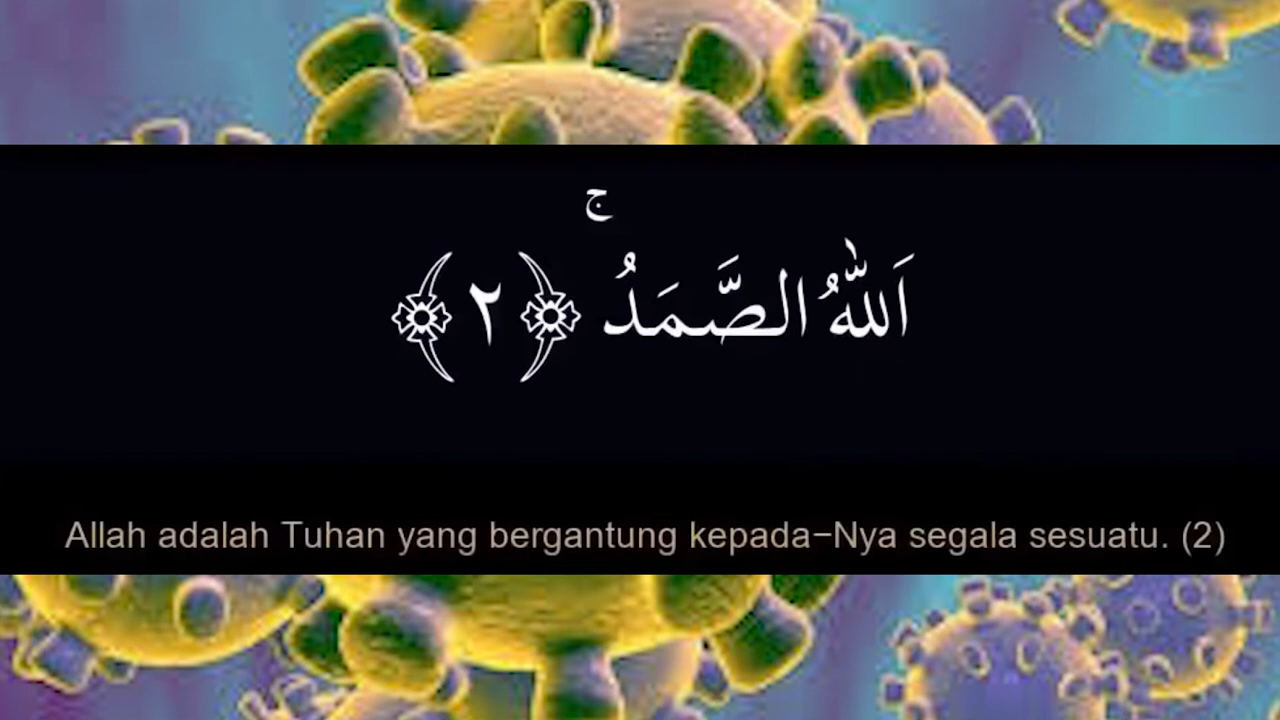 اَللّٰهُ الصَّمَدُ ۚ ﴿٢﴾
Allah adalah Tuhan yang bergantung kepada-Nya segala sesuatu. (2)